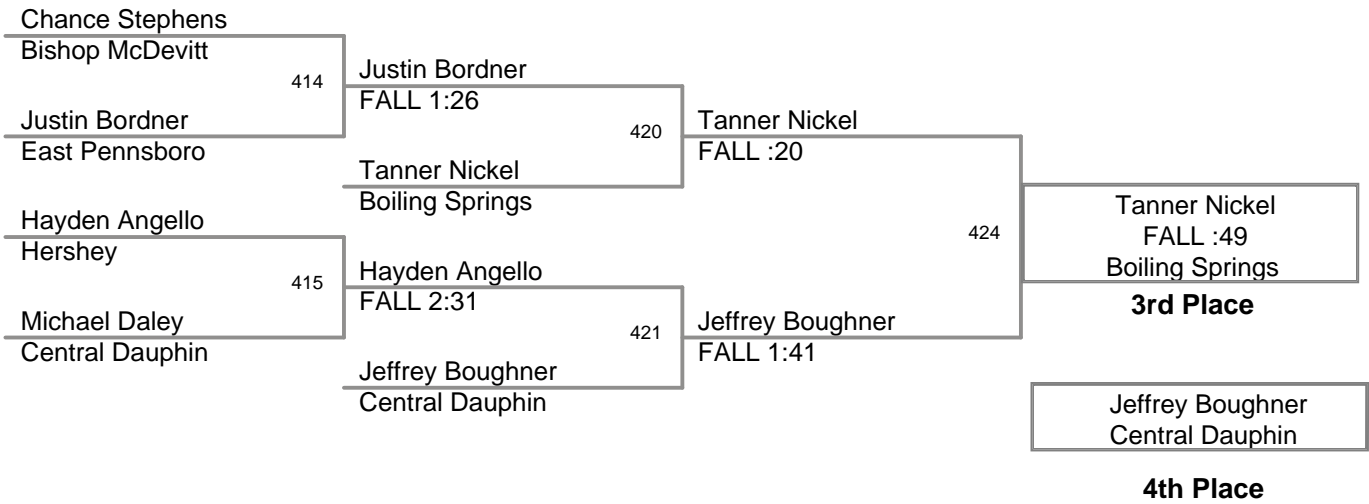 Chance Stephens
Bishop McDevitt
414
Justin Bordner
East Pennsboro
Justin Bordner
FALL 1:26
420
Tanner Nickel
Boiling Springs
Hayden Angello
Hershey
415
Michael Daley
Central Dauphin
Hayden Angello
FALL 2:31
421
Jeffrey Boughner
Central Dauphin
Tanner Nickel
FALL :20
424
Jeffrey Boughner
FALL 1:41
Tanner Nickel
FALL :49
Boiling Springs
3rd Place
Jeffrey Boughner
Central Dauphin
4th Place